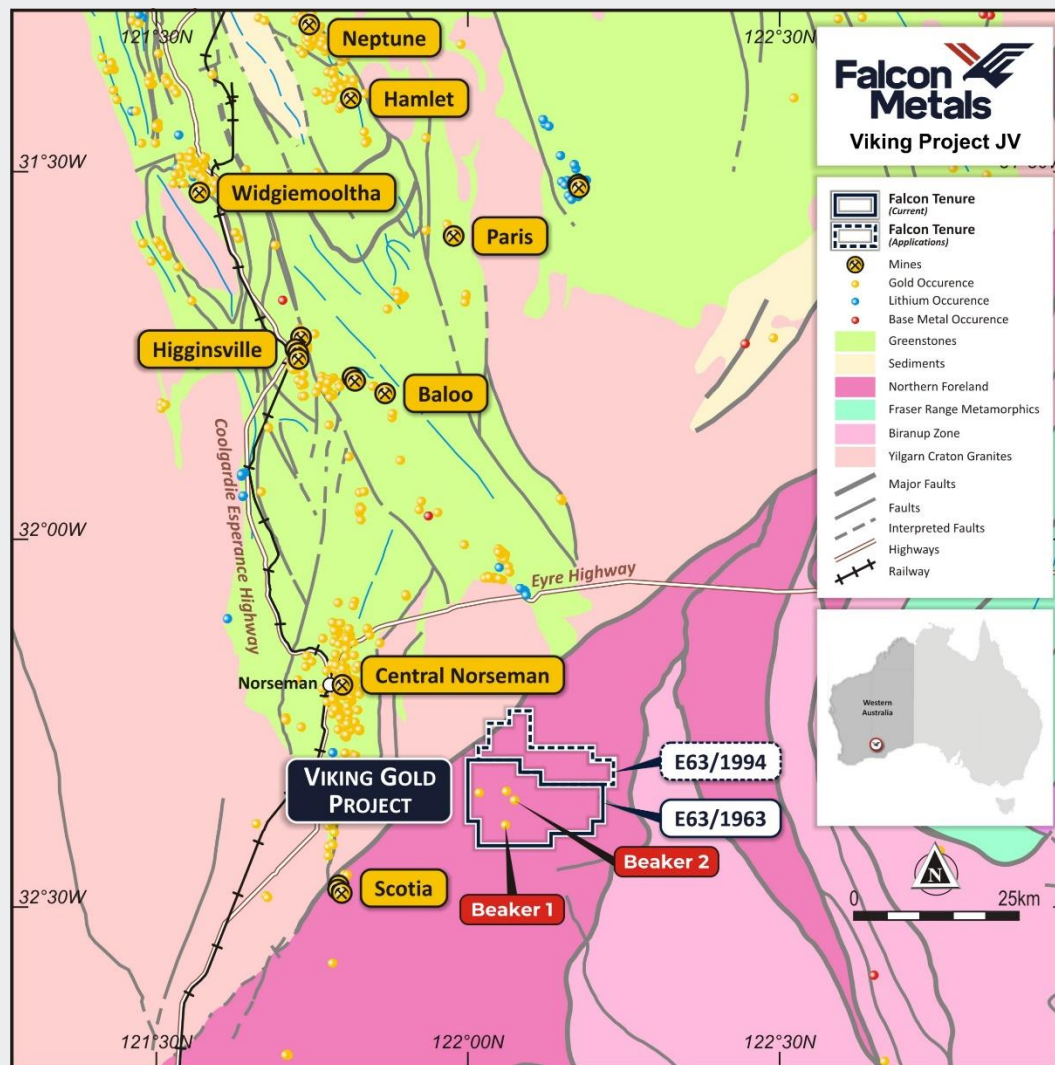 121°30N
122°30N
Neptune
Hamlet
31°30W
Widgiemooltha
Paris
Higginsville
Baloo
Coolgardie Esperance Highway
32°00W
Eyre Highway
Norseman
Central Norseman
VIKING GOLD
PROJECT
E63/1994
E63/1963
Beaker 2
Beaker 1
Scotia
32°30W
121°30N
122°00N
122°30N
Falcon
Metals
Viking Project JV
Falcon Tenure
(Current)
Falcon Tenure
(Applications)
Mines
Gold Occurence
Lithium Occurence
Base Metal Occurence
Greenstones
Sediments
Northern Foreland
Fraser Range Metamorphics
Biranup Zone
Yilgarn Craton Granites
Major Faults
Faults
Interpreted Faults
Highways
Railway
Western
Australia
N
0
25km